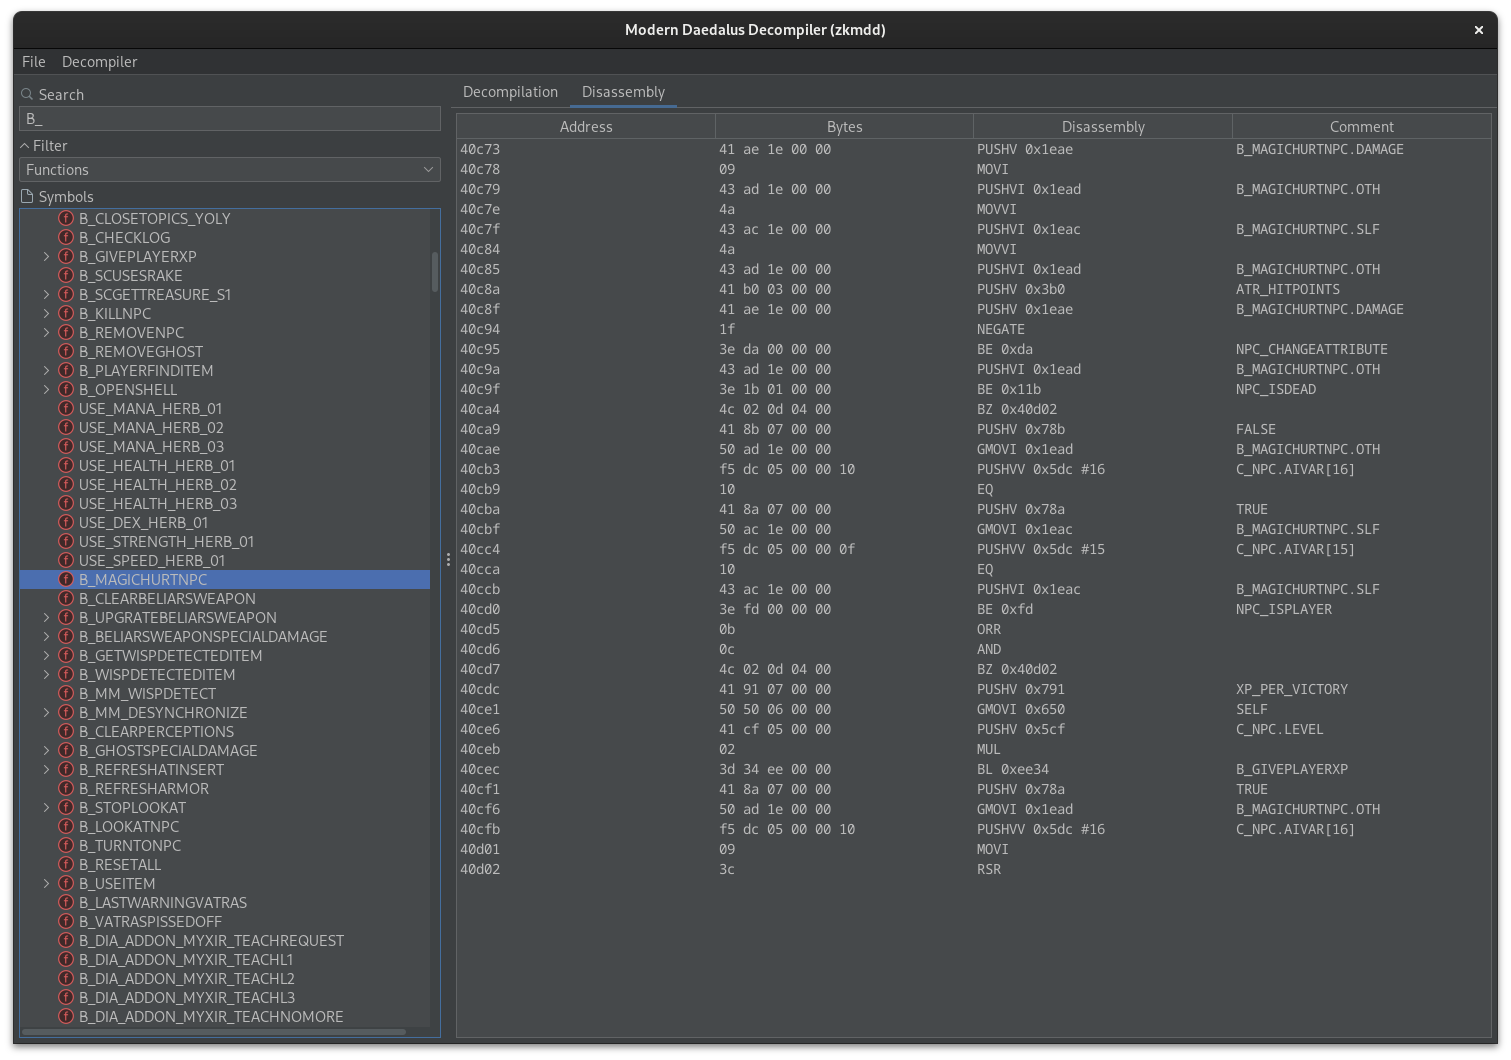 Modern Daedalus Decompiler (zkmdd) ×
File Decompiler
Search
B_
Filter
Functions
Symbols
B_CLOSETOPICS_YOLY
B_CHECKLOG
B_GIVEPLAYERXP
B_SCUSESRAKE
B_SCGETTREASURE_S1
B_KILLNPC
B_REMOVENPC
B_REMOVEGHOST
B_PLAYERFINDITEM
B_OPENSHELL
USE_MANA_HERB_01
USE_MANA_HERB_02
USE_MANA_HERB_03
USE_HEALTH_HERB_01
USE_HEALTH_HERB_02
USE_HEALTH_HERB_03
USE_DEX_HERB_01
USE_STRENGTH_HERB_01
USE_SPEED_HERB_01
B_MAGICHURTNPC
B_CLEARBELIARSWEAPON
B_UPGRATEBELIARSWEAPON
B_BELIARSWEAPONSPECIALDAMAGE
B_GETWISPDETECTEDITEM
B_WISPDETECTEDITEM
B_MM_WISPDETECT
B_MM_DESYNCHRONIZE
B_CLEARPERCEPTIONS
B_GHOSTSPECIALDAMAGE
B_REFRESHATINSERT
B_REFRESHARMOR
B_STOPLOOKAT
B_LOOKATNPC
B_TURNTONPC
B_RESETALL
B_USEITEM
B_LASTWARNINGVATRAS
B_VATRASPISSEDOFF
B_DIA_ADDON_MYXIR_TEACHREQUEST
B_DIA_ADDON_MYXIR_TEACHL1
B_DIA_ADDON_MYXIR_TEACHL2
B_DIA_ADDON_MYXIR_TEACHL3
B_DIA_ADDON_MYXIR_TEACHNOMORE
Decompilation Disassembly
Address Bytes Disassembly Comment
40c73 41 ae 1e 00 00 PUSHV 0x1eae B_MAGICHURTNPC.DAMAGE
40c78 09 MOVI
40c79 43 ad 1e 00 00 PUSHVI 0x1ead B_MAGICHURTNPC.OTH
40c7e 4a MOVVI
40c7f 43 ac 1e 00 00 PUSHVI 0x1eac B_MAGICHURTNPC.SLF
40c84 4a MOVVI
40c85 43 ad 1e 00 00 PUSHVI 0x1ead B_MAGICHURTNPC.OTH
40c8a 41 b0 03 00 00 PUSHV 0x3b0 ATR_HITPOINTS
40c8f 41 ae 1e 00 00 PUSHV 0x1eae B_MAGICHURTNPC.DAMAGE
40c94 1f NEGATE
40c95 3e da 00 00 00 BE 0xda NPC_CHANGEATTRIBUTE
40c9a 43 ad 1e 00 00 PUSHVI 0x1ead B_MAGICHURTNPC.OTH
40c9f 3e 1b 01 00 00 BE 0x11b NPC_ISDEAD
40ca4 4c 02 0d 04 00 BZ 0x40d02
40ca9 41 8b 07 00 00 PUSHV 0x78b FALSE
40cae 50 ad 1e 00 00 GMOVI 0x1ead B_MAGICHURTNPC.OTH
40cb3 f5 dc 05 00 00 10 PUSHVV 0x5dc #16 C_NPC.AIVAR[16]
40cb9 10 EQ
40cba 41 8a 07 00 00 PUSHV 0x78a TRUE
40cbf 50 ac 1e 00 00 GMOVI 0x1eac B_MAGICHURTNPC.SLF
40cc4 f5 dc 05 00 00 0f PUSHVV 0x5dc #15 C_NPC.AIVAR[15]
40cca 10 EQ
40ccb 43 ac 1e 00 00 PUSHVI 0x1eac B_MAGICHURTNPC.SLF
40cd0 3e fd 00 00 00 BE 0xfd NPC_ISPLAYER
40cd5 0b ORR
40cd6 0c AND
40cd7 4c 02 0d 04 00 BZ 0x40d02
40cdc 41 91 07 00 00 PUSHV 0x791 XP_PER_VICTORY
40ce1 50 50 06 00 00 GMOVI 0x650 SELF
40ce6 41 cf 05 00 00 PUSHV 0x5cf C_NPC.LEVEL
40ceb 02 MUL
40cec 3d 34 ee 00 00 BL 0xee34 B_GIVEPLAYERXP
40cf1 41 8a 07 00 00 PUSHV 0x78a TRUE
40cf6 50 ad 1e 00 00 GMOVI 0x1ead B_MAGICHURTNPC.OTH
40cfb f5 dc 05 00 00 10 PUSHVV 0x5dc #16 C_NPC.AIVAR[16]
40d01 09 MOVI
40d02 3c RSR